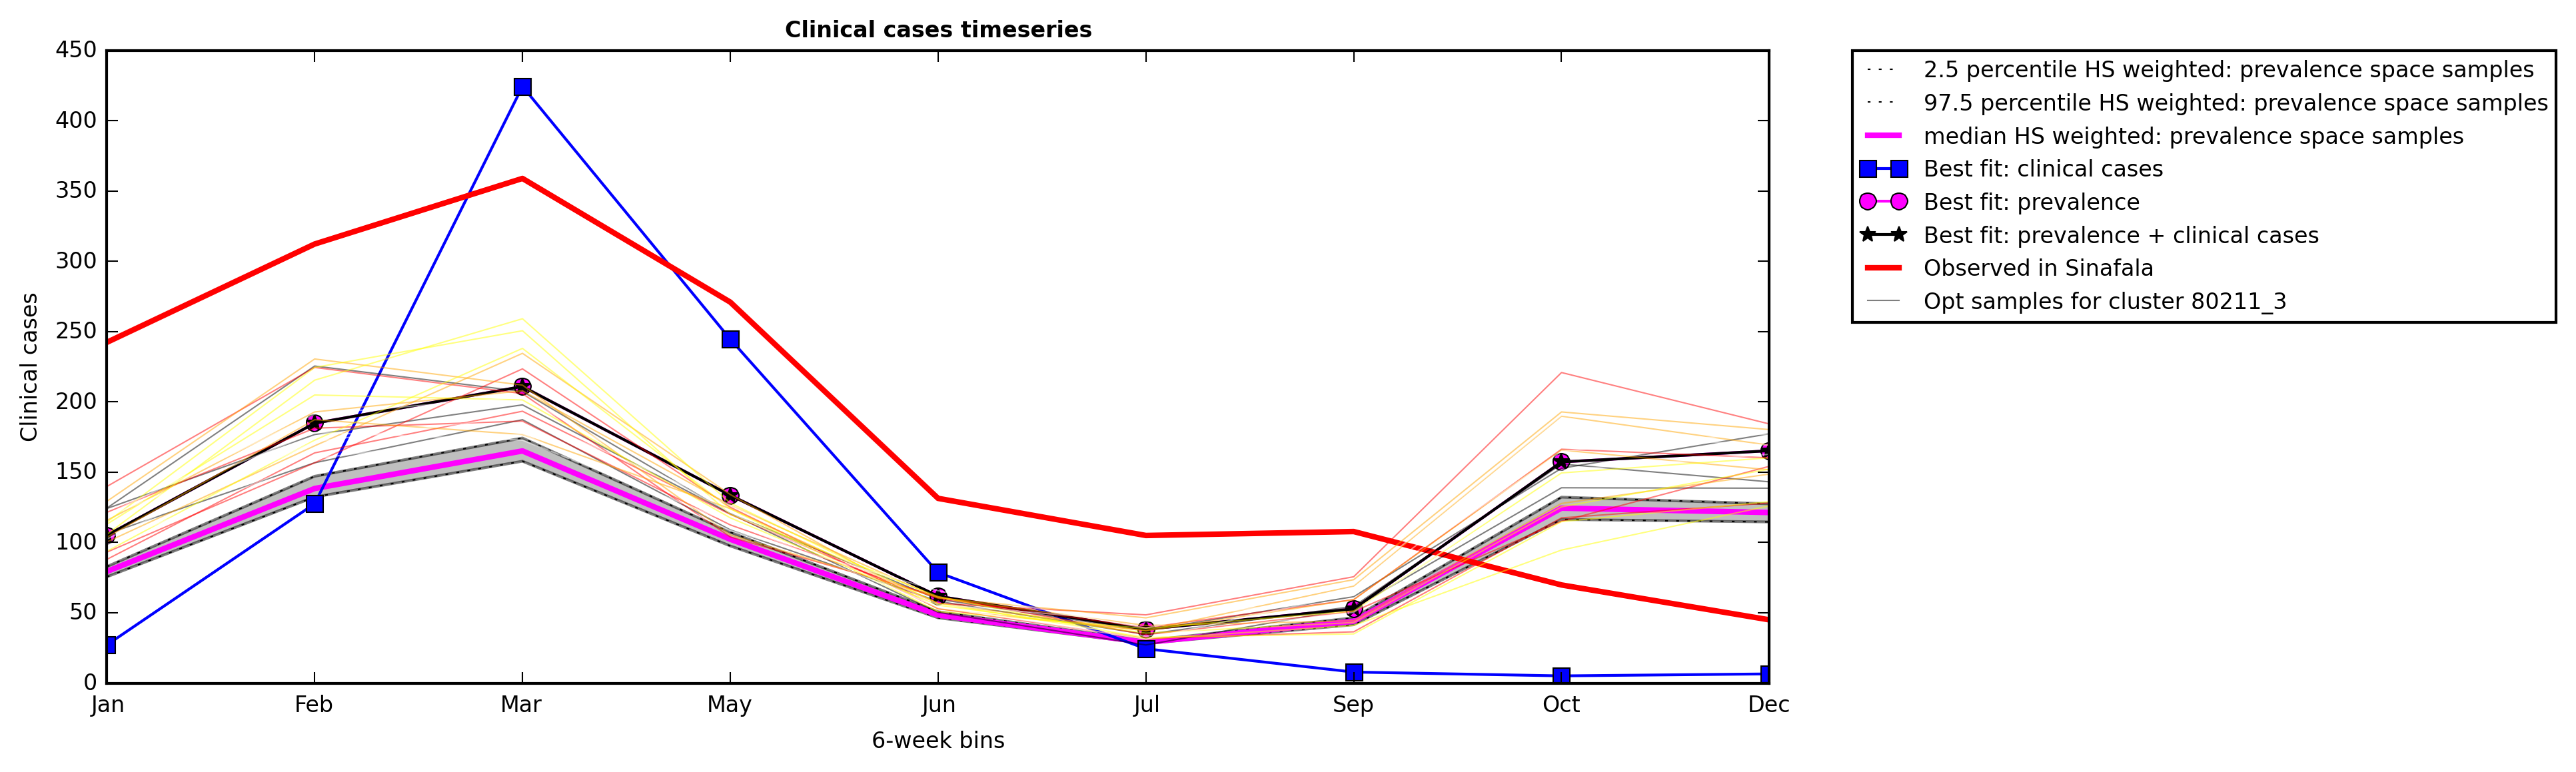 Clinical cases timeseries
450
400
350
300
250
200
150
100
50
0
Clinical cases
Jan Feb Mar May Jun Jul Sep Oct Dec
6-week bins
2.5 percentile HS weighted: prevalence space samples
97.5 percentile HS weighted: prevalence space samples
median HS weighted: prevalence space samples
Best fit: clinical cases
Best fit: prevalence
Best fit: prevalence + clinical cases
Observed in Sinafala
Opt samples for cluster 80211_3